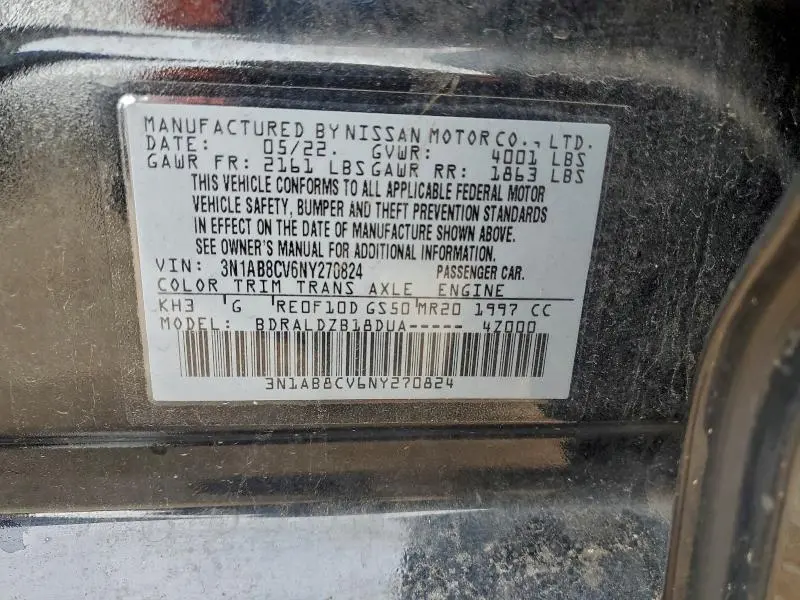 MANUFACTURED BY NISSAN MOTOR CO., LTD.
DATE: 05/22. GVWR: 4001 LBS
GAWR FR: 2161 LBS GAWR RR: 1863 LBS
THIS VEHICLE CONFORMS TO ALL APPLICABLE FEDERAL MOTOR
VEHICLE SAFETY, BUMPER AND THEFT PREVENTION STANDARDS
IN EFFECT ON THE DATE OF MANUFACTURE SHOWN ABOVE.
SEE OWNER'S MANUAL FOR ADDITIONAL INFORMATION.
VIN: 3N1AB8CV6NY270824 PASSENGER CAR.
COLOR TRIM TRANS AXLE ENGINE
KH3 G RE0F10D GS50 MR20 1997 CC
MODEL: BDRALDZB18DUA----- 4Z000
3N1AB8CV6NY270824